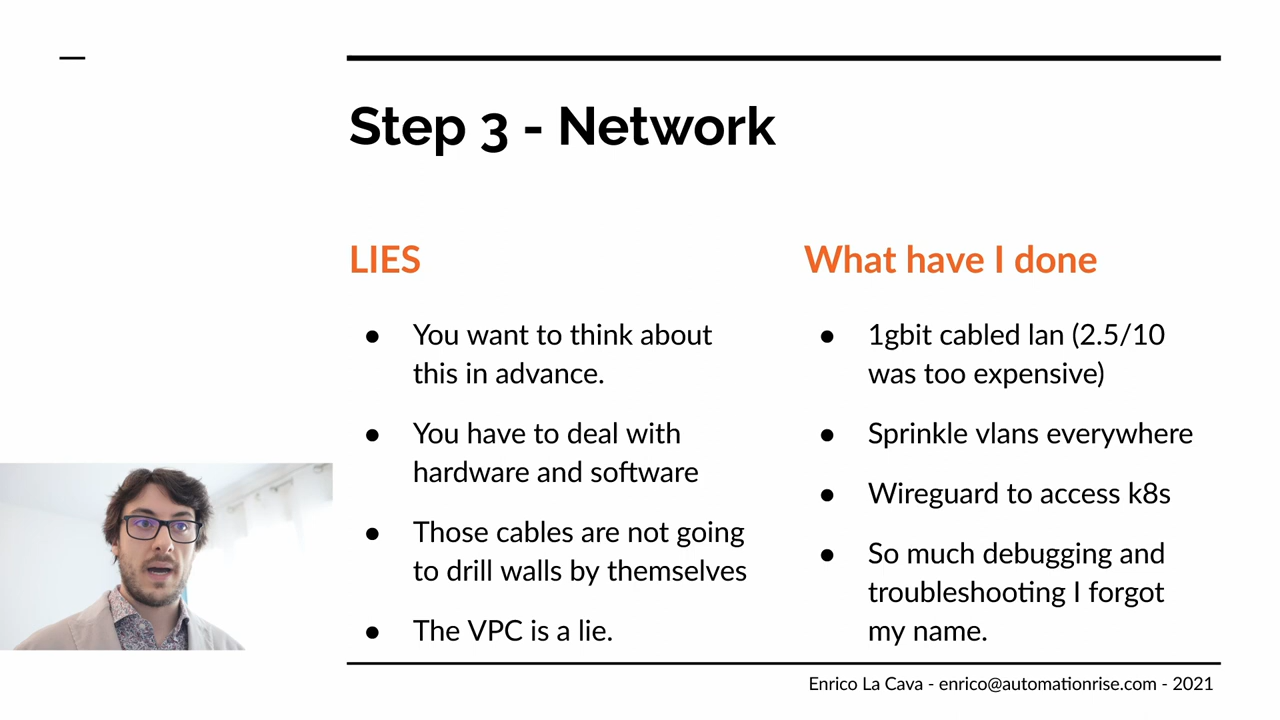 Step 3 - Network
LIES
● You want to think about
this in advance.
● You have to deal with
hardware and software
● Those cables are not going
to drill walls by themselves
● The VPC is a lie.
What have I done
● 1gbit cabled lan (2.5/10
was too expensive)
● Sprinkle vlans everywhere
● Wireguard to access k8s
● So much debugging and
troubleshooting I forgot
my name.
Enrico La Cava - enrico@automationrise.com - 2021